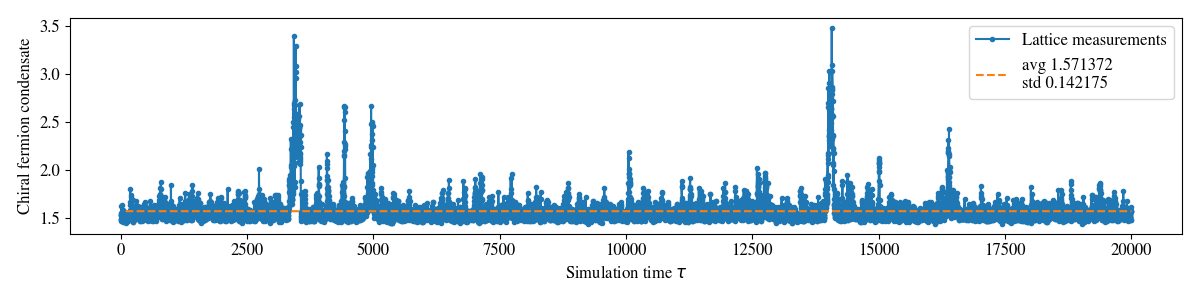 3.5
3.0
2.5
2.0
1.5
Chiral fermion condensate
Lattice measurements
avg 1.571372
std 0.142175
0
2500
5000
7500
10000
12500
15000
17500
20000
Simulation time τ